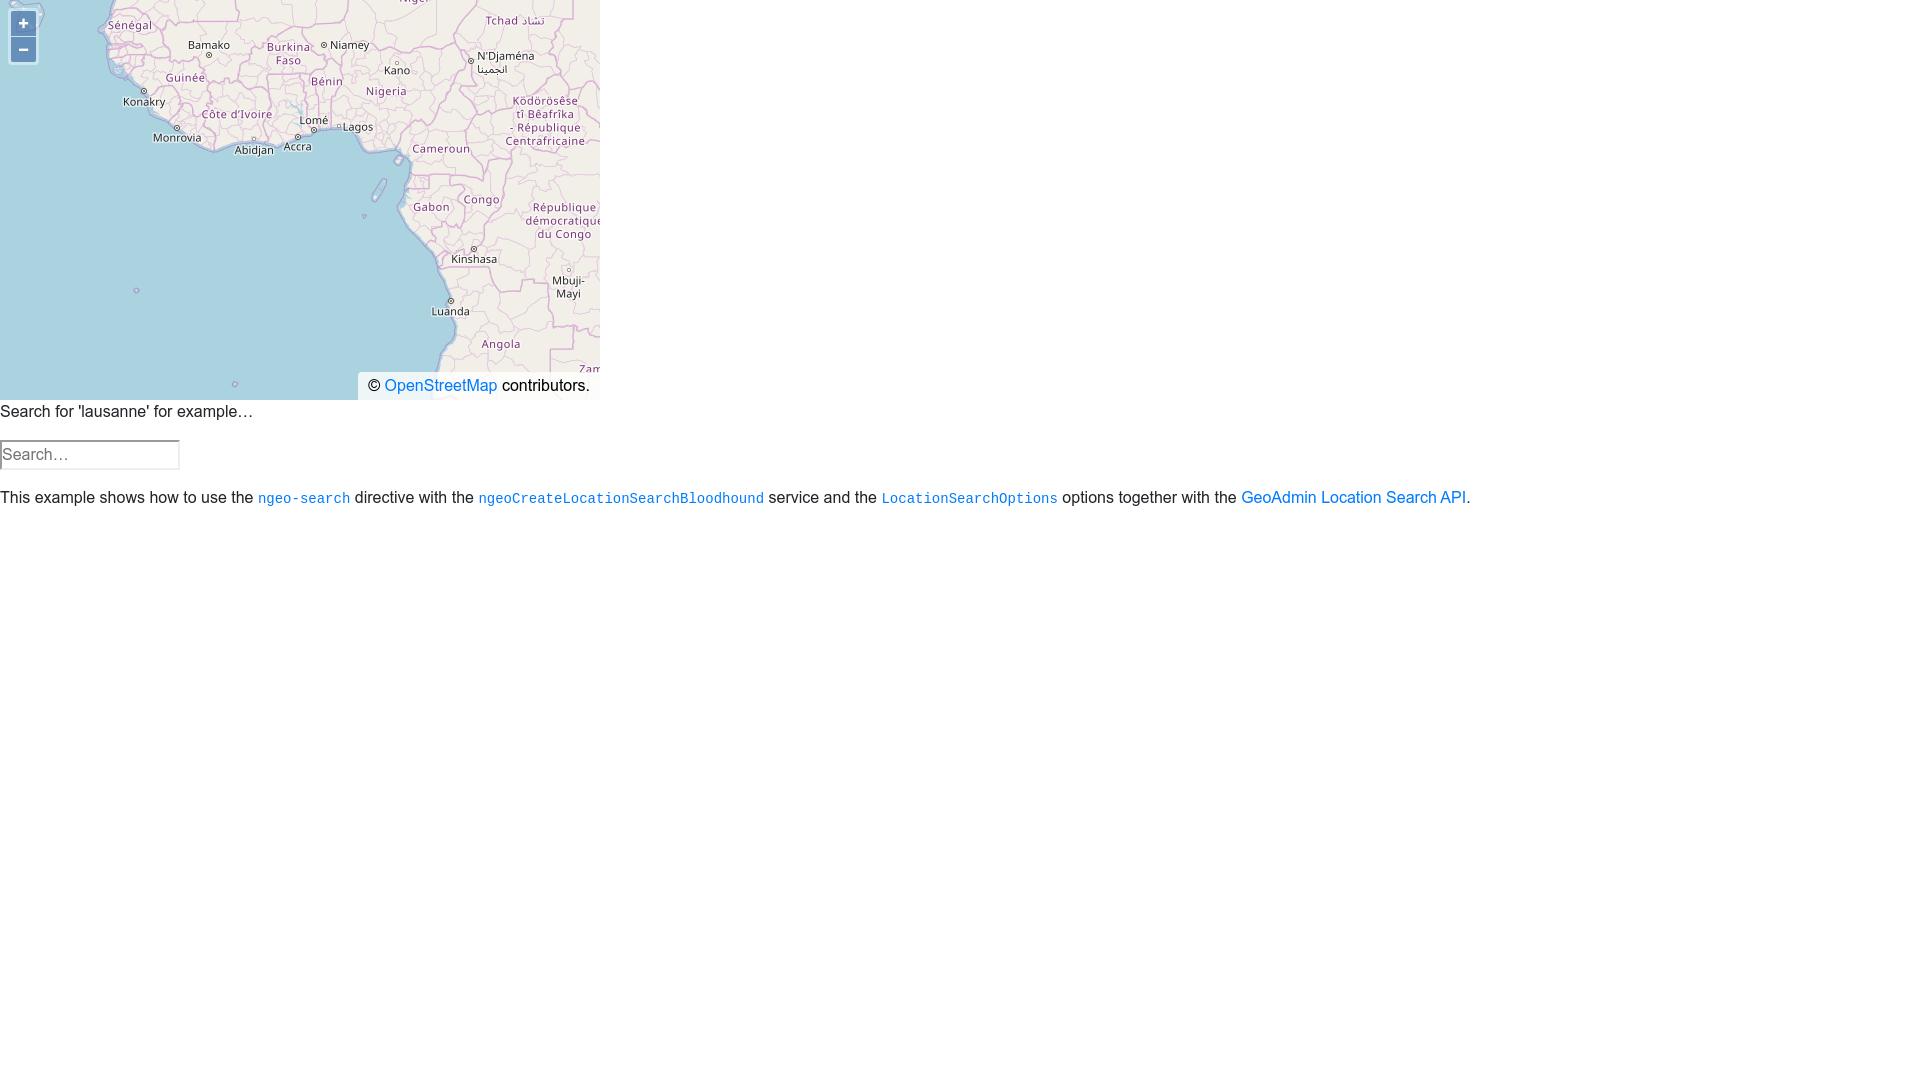 Niger
Tchad تشاد
+
Sénégal
–
Bamako
Burkina
Faso
Niamey
N'Djaména
انجمينا
Kano
Guinée
Bénin
Nigeria
Konakry
Ködörösêse
tî Bêafrîka
- République
Centrafricaine
Côte d'Ivoire
Lomé
Lagos
Monrovia
Abidjan
Accra
Cameroun
Gabon
Congo
République
démocratique
du Congo
Kinshasa
Mbuji-
Mayi
Luanda
Angola
Zam
© OpenStreetMap contributors.
Search for 'lausanne' for example…
Search…
This example shows how to use the ngeo-search directive with the ngeoCreateLocationSearchBloodhound service and the LocationSearchOptions options together with the GeoAdmin Location Search API.